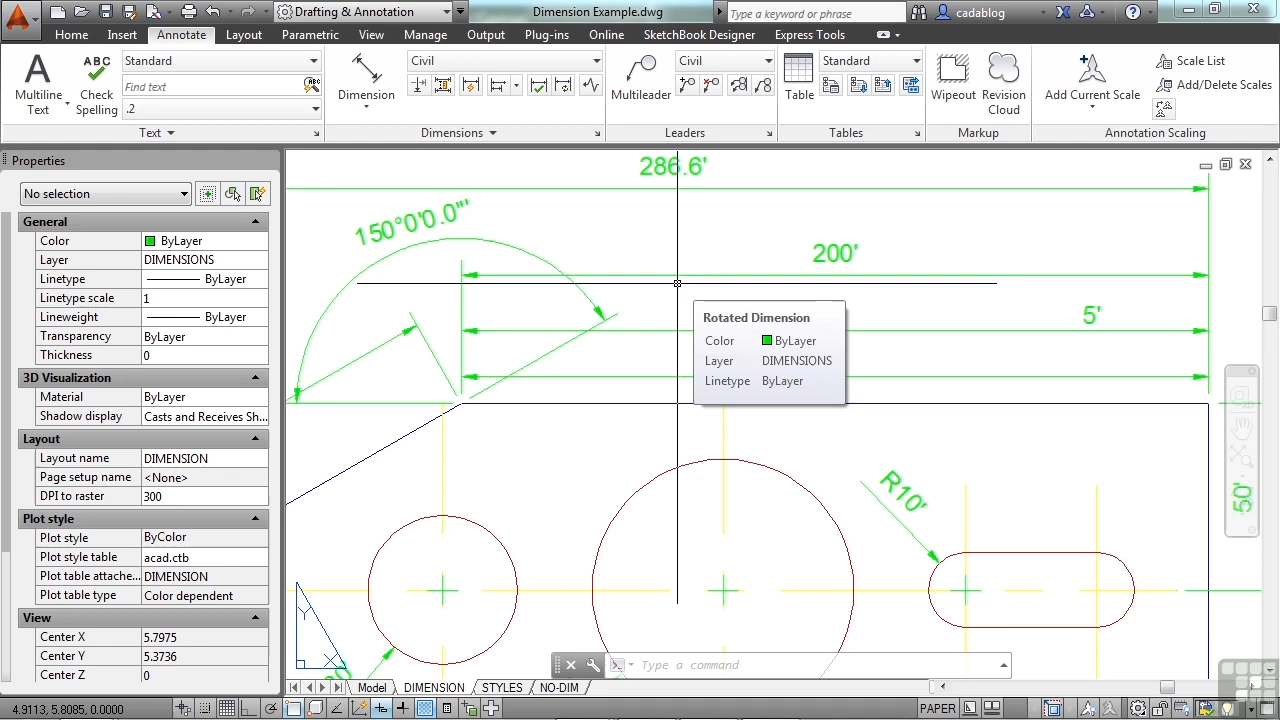 Drafting & Annotation
Dimension Example.dwg
Type a keyword or phrase
cadablog
Home Insert Annotate Layout Parametric View Manage Output Plug-ins Online SketchBook Designer Express Tools
A
Multiline
Text
ABC
Check
Spelling
Standard
Find text
.2
Text
Dimension
Civil
Dimensions
Multileader
Civil
Leaders
Table
Standard
Tables
Wipeout
Revision
Cloud
Markup
Add Current Scale
Scale List
Add/Delete Scales
Annotation Scaling
Properties
No selection
General
Color ByLayer
Layer DIMENSIONS
Linetype ByLayer
Linetype scale 1
Lineweight ByLayer
Transparency ByLayer
Thickness 0
3D Visualization
Material ByLayer
Shadow display Casts and Receives Sh...
Layout
Layout name DIMENSION
Page setup name <None>
DPI to raster 300
Plot style
Plot style ByColor
Plot style table acad.ctb
Plot table attache... DIMENSION
Plot table type Color dependent
View
Center X 5.7975
Center Y 5.3736
Center Z 0
286.6'
150°0'0.0"'
200'
5'
Rotated Dimension
Color ByLayer
Layer DIMENSIONS
Linetype ByLayer
R10'
50'
Y
X
Type a command
Model DIMENSION STYLES NO-DIM
4.9113, 5.8085, 0.0000
PAPER